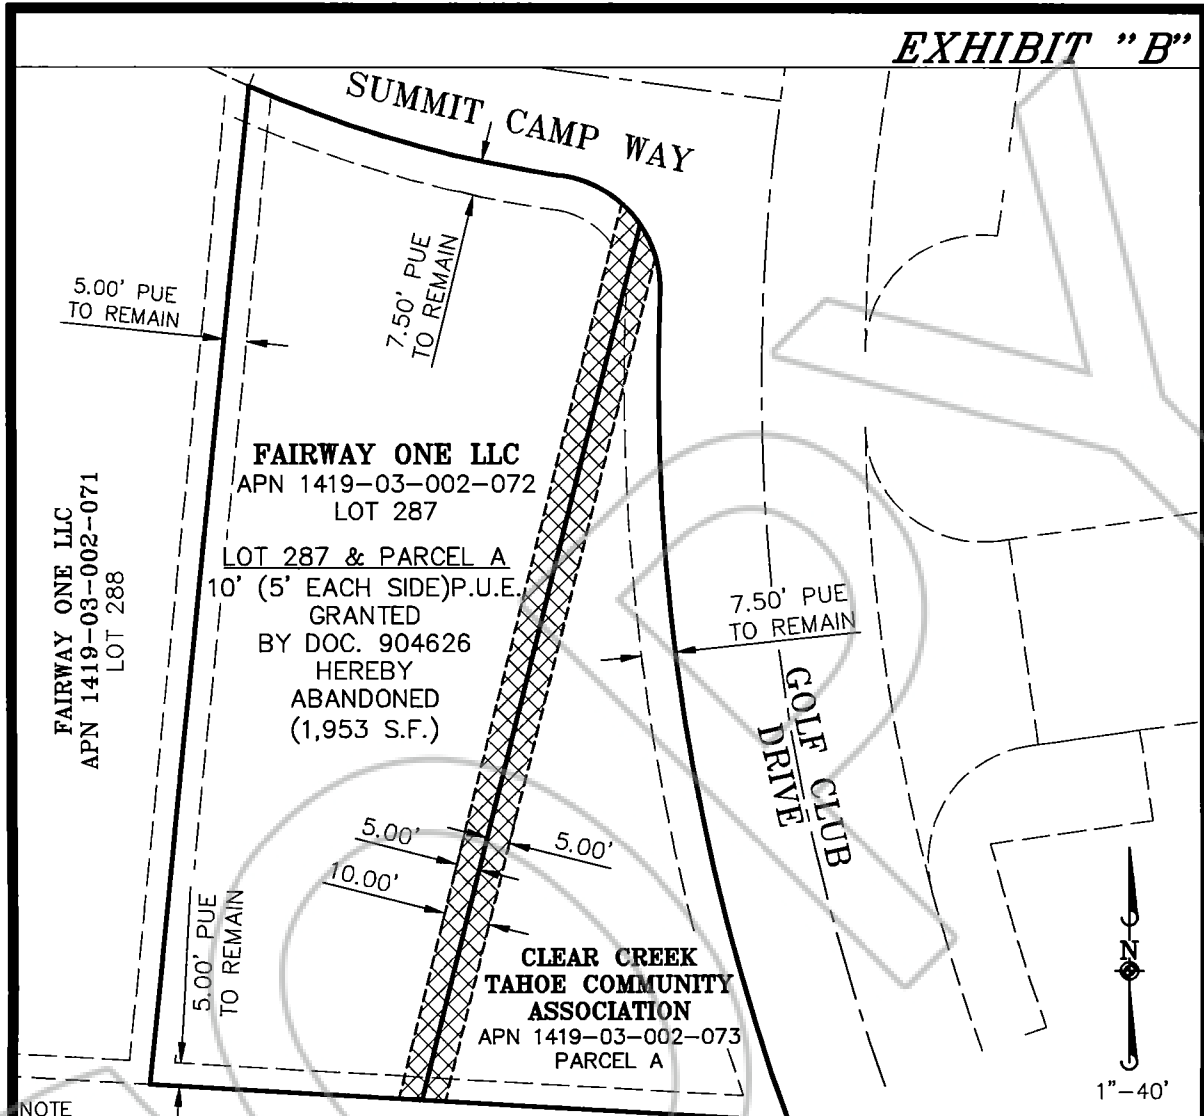 EXHIBIT "B"
SUMMIT CAMP WAY
5.00' PUE
TO REMAIN
7.50' PUE
TO REMAIN
FAIRWAY ONE LLC
APN 1419-03-002-072
LOT 287
LOT 287 & PARCEL A
10' (5' EACH SIDE)P.U.E.
GRANTED
BY DOC. 904626
HEREBY
ABANDONED
(1,953 S.F.)
FAIRWAY ONE LLC
APN 1419-03-002-071
LOT 288
7.50' PUE
TO REMAIN
GOLF CLUB
DRIVE
5.00'
5.00'
10.00'
5.00' PUE
TO REMAIN
CLEAR CREEK
TAHOE COMMUNITY
ASSOCIATION
APN 1419-03-002-073
PARCEL A
N
1"-40'
NOTE